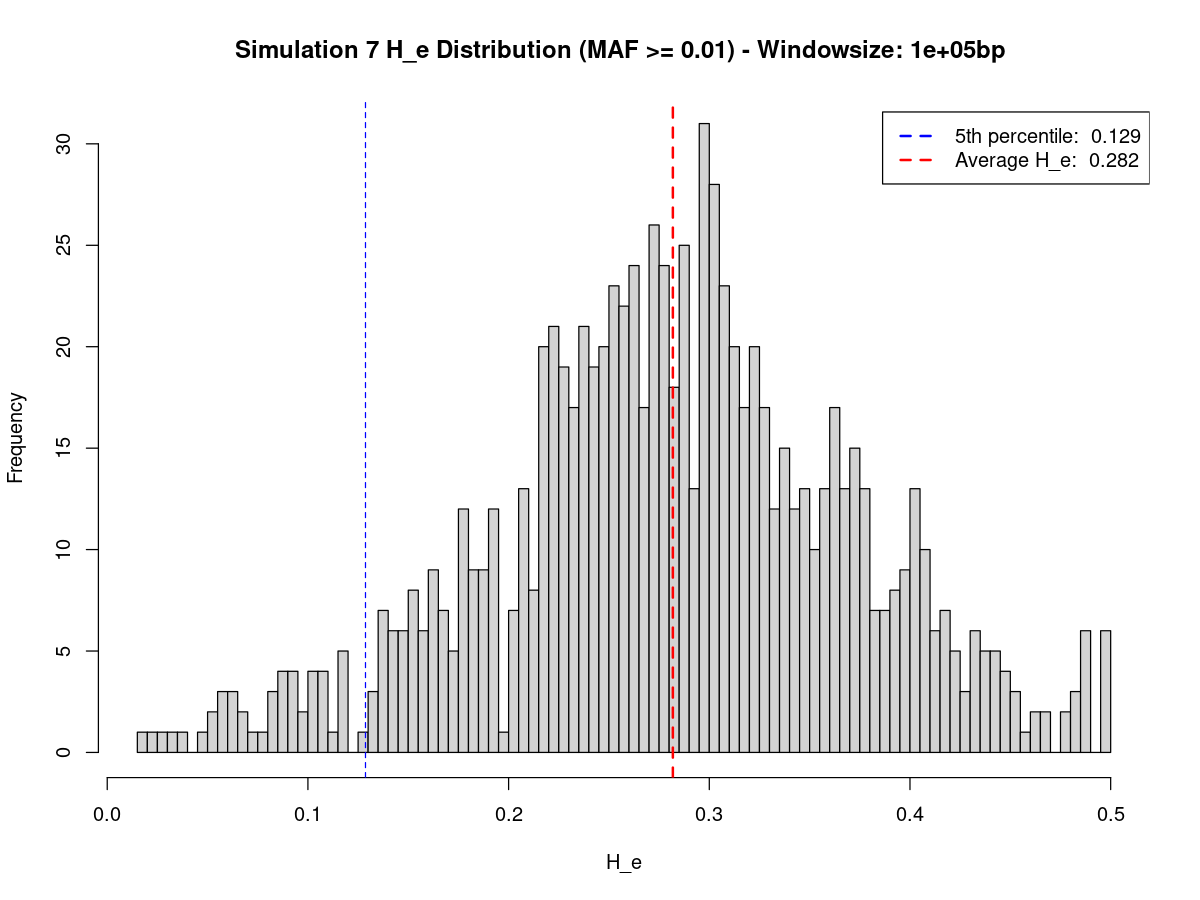 Simulation 7 H_e Distribution (MAF >= 0.01) - Windowsize: 1e+05bp
5th percentile: 0.129
Average H_e: 0.282
Frequency
30
25
20
15
10
5
0
0.0 0.1 0.2 0.3 0.4 0.5
H_e